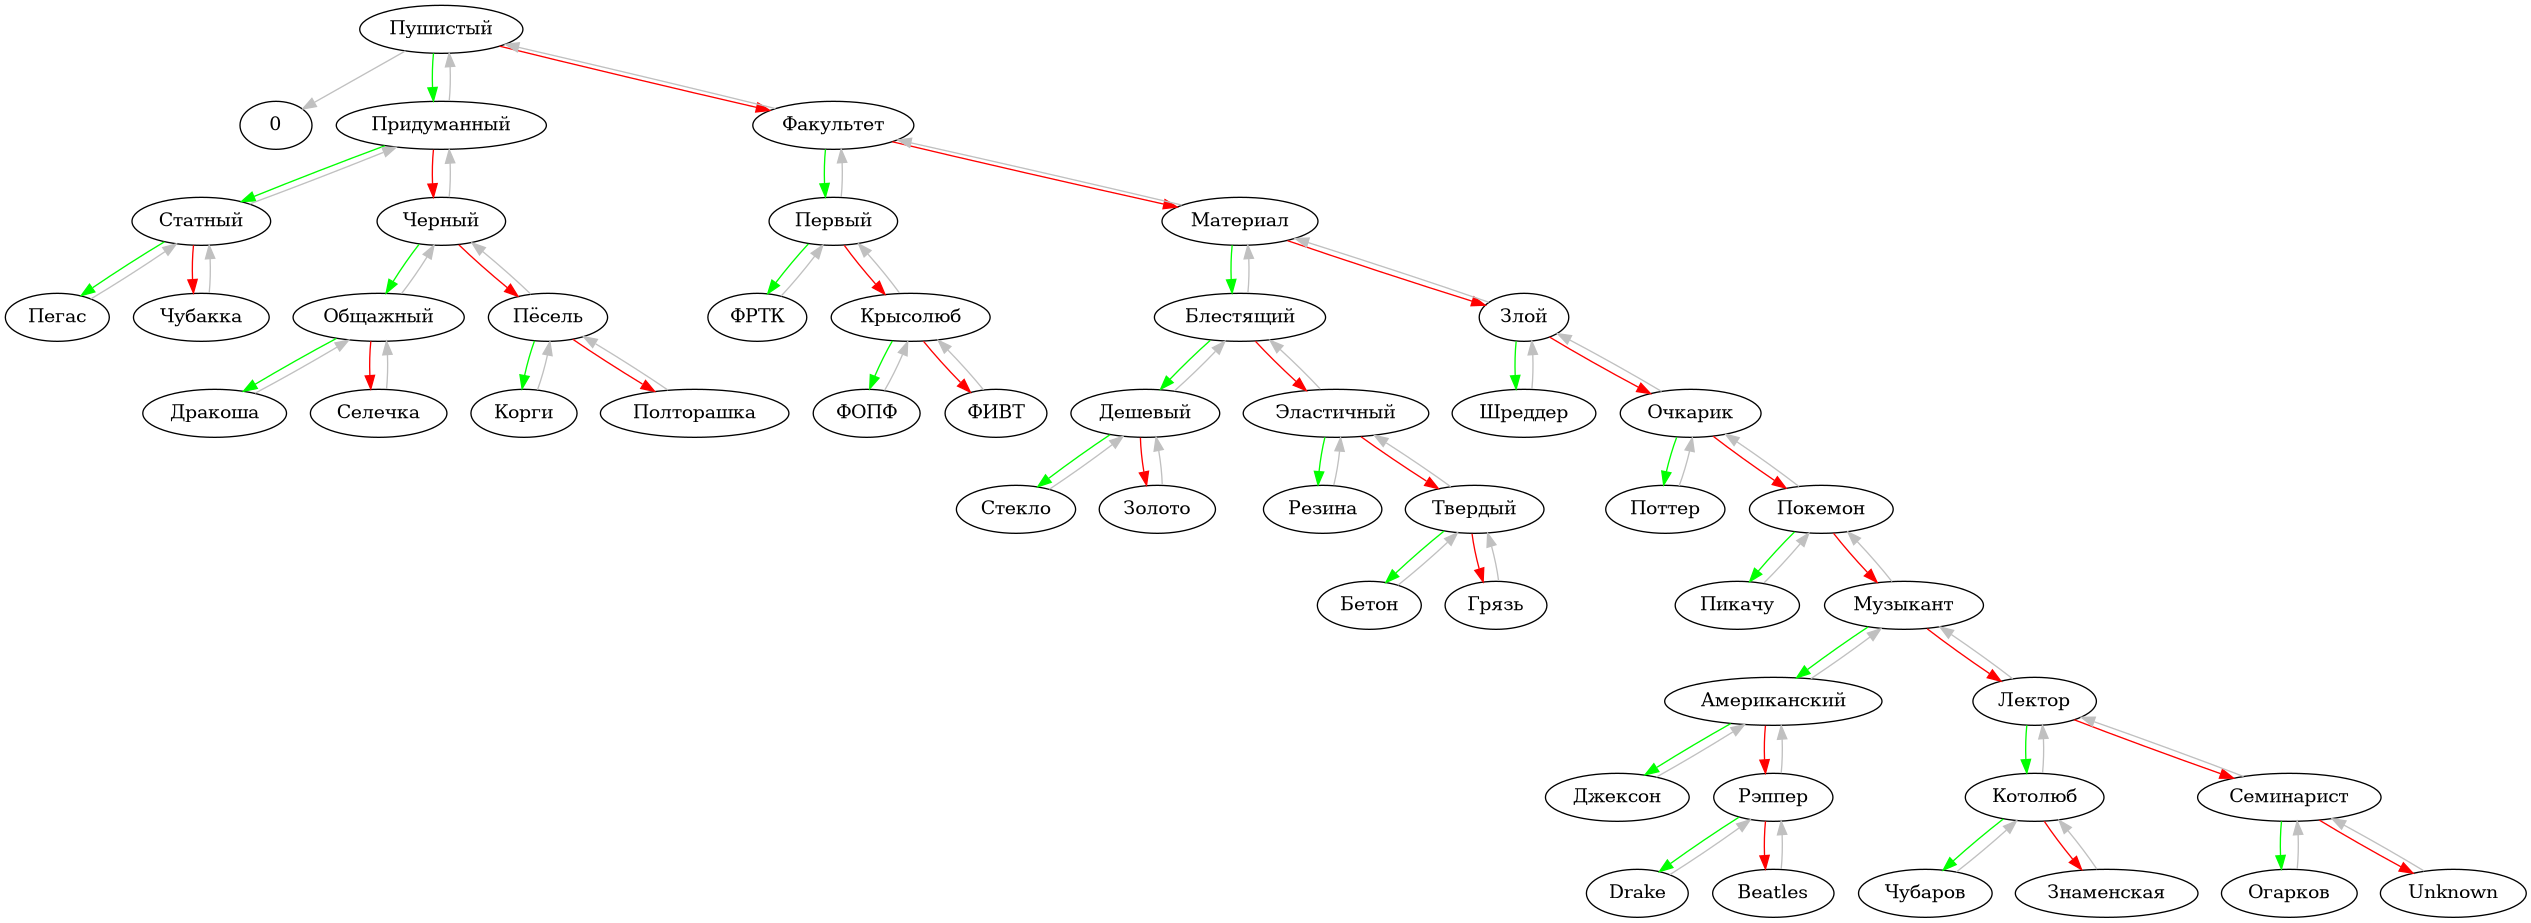 Пушистый
0
Придуманный
Факультет
Статный
Черный
Первый
Материал
Пегас
Чубакка
Общажный
Пёсель
ФРТК
Крысолюб
Блестящий
Злой
Дракоша
Селечка
Корги
Полторашка
ФОПФ
ФИВТ
Дешевый
Эластичный
Шреддер
Очкарик
Стекло
Золото
Резина
Твердый
Поттер
Покемон
Бетон
Грязь
Пикачу
Музыкант
Американский
Лектор
Джексон
Рэппер
Котолюб
Семинарист
Drake
Beatles
Чубаров
Знаменская
Огарков
Unknown